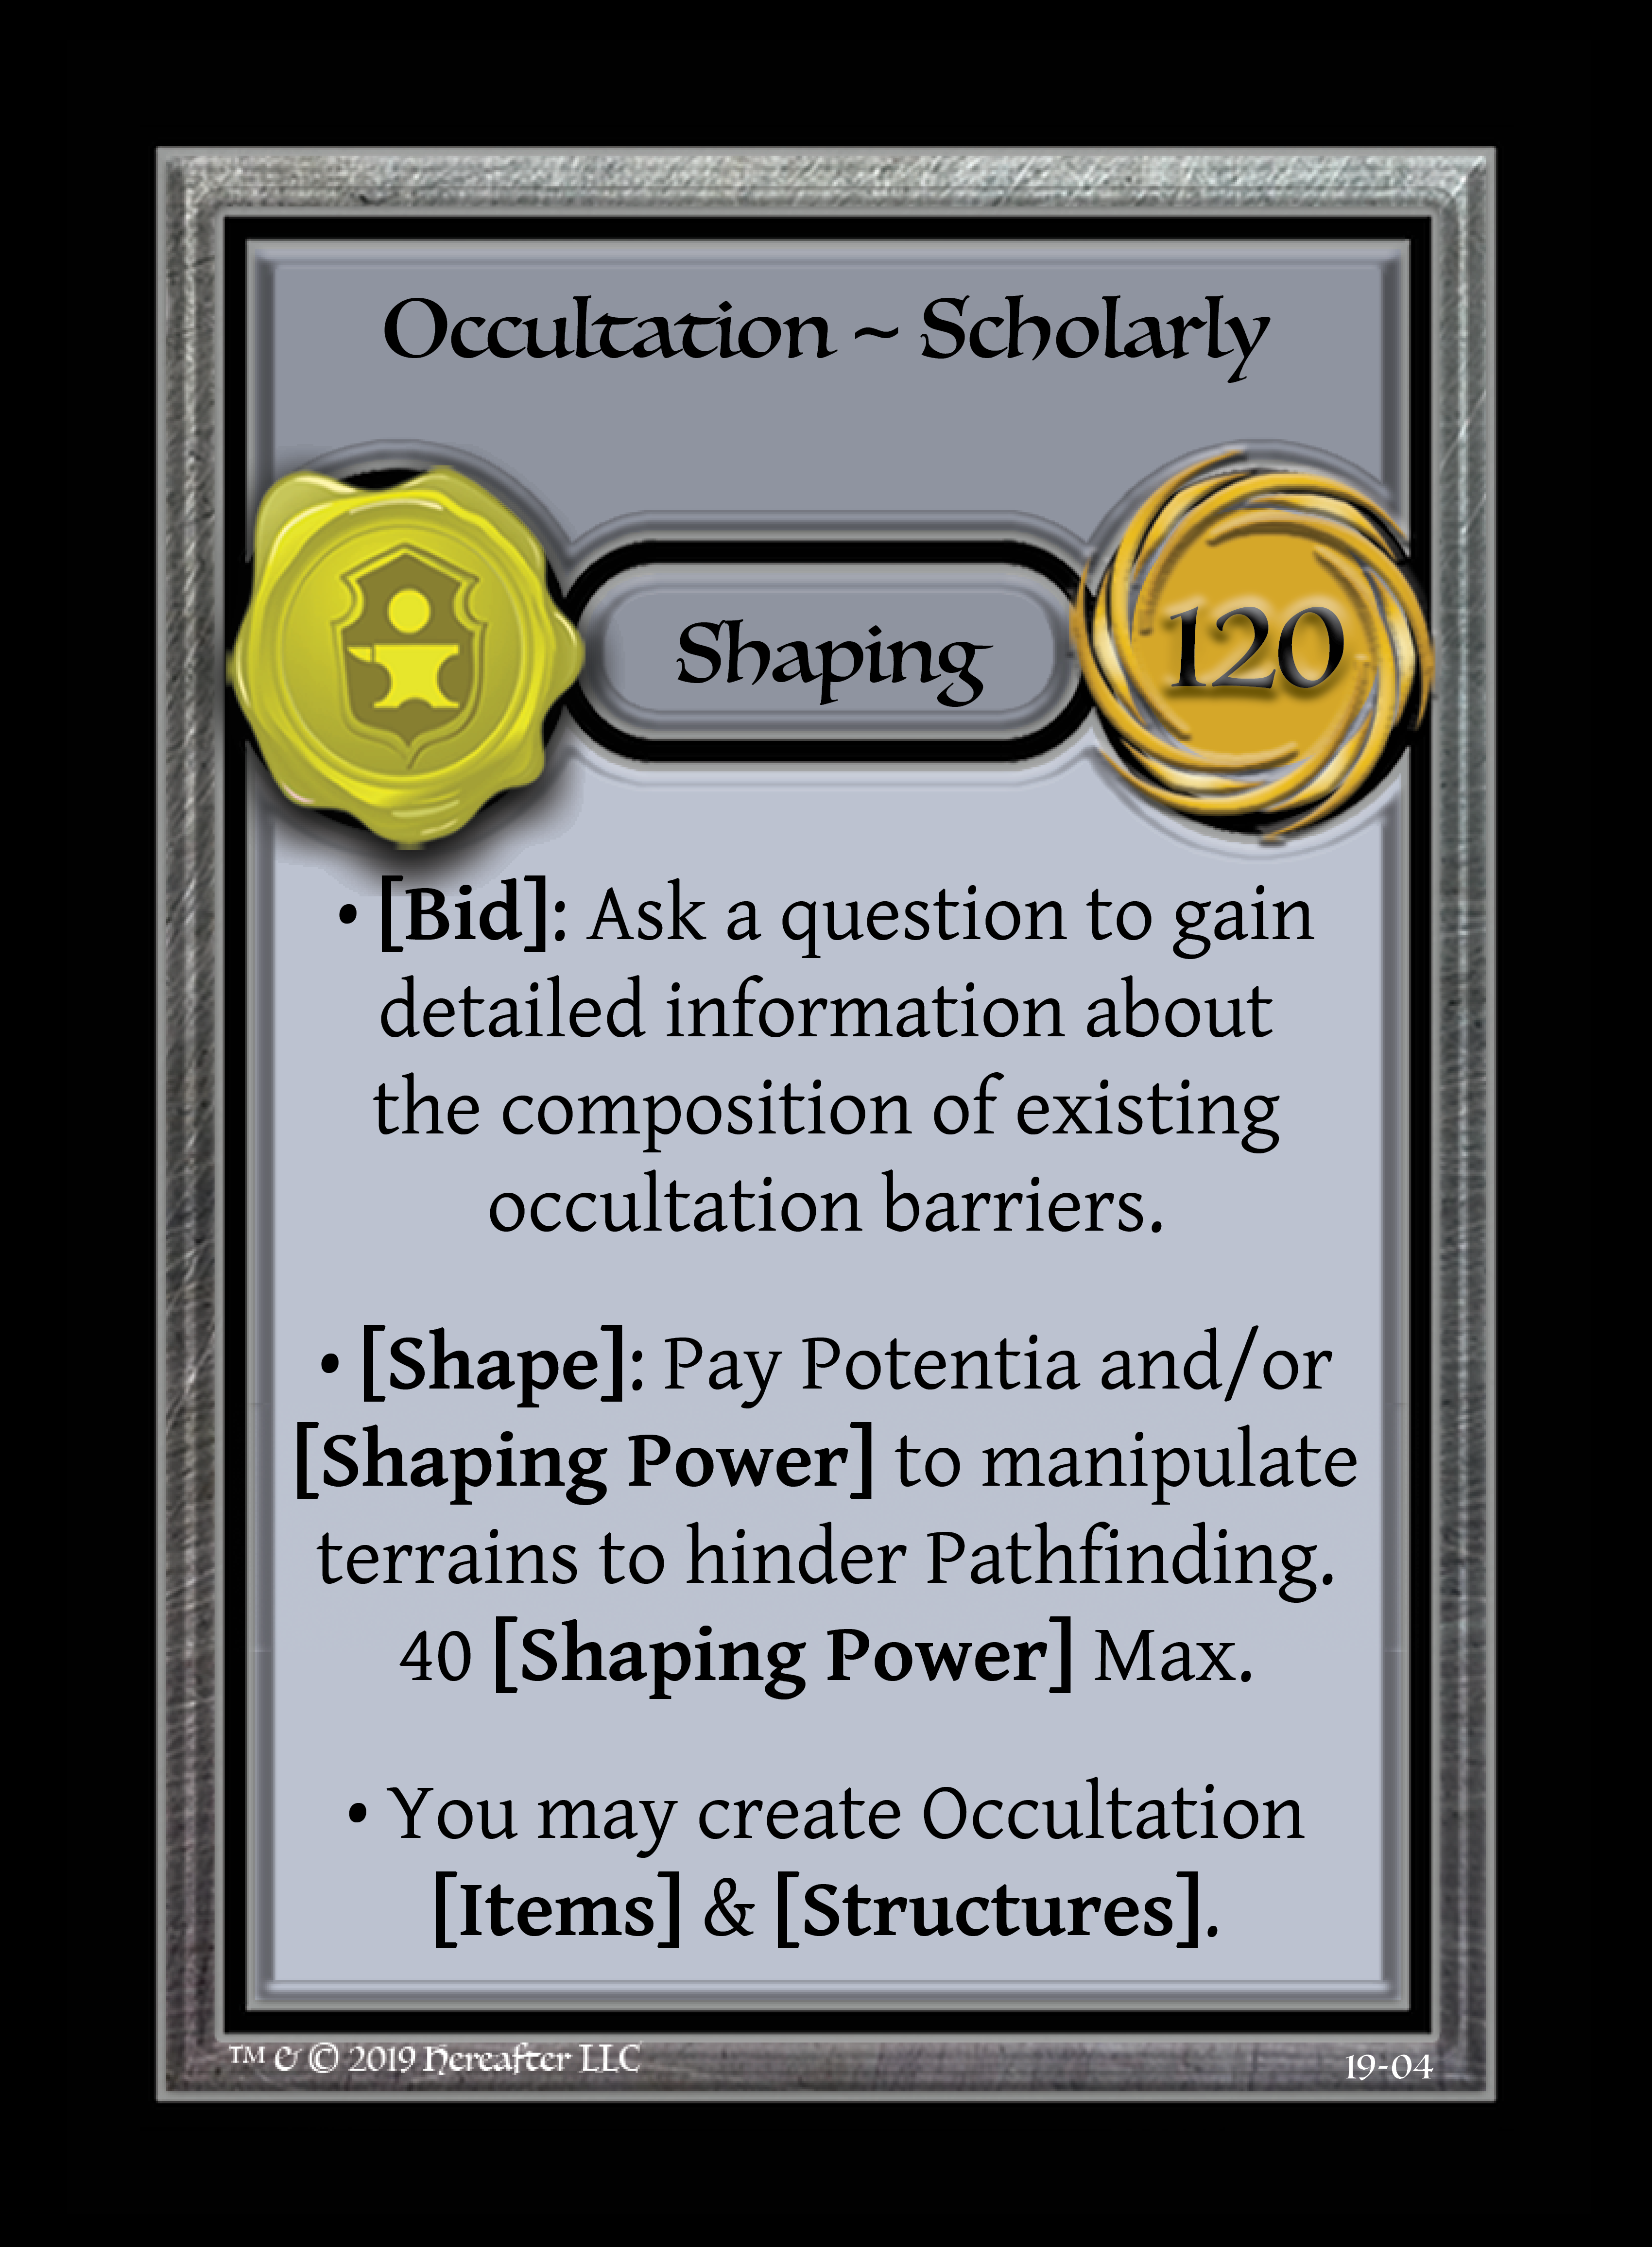 Occultation ~ Scholarly
Shaping
120
• [Bid]: Ask a question to gain
detailed information about
the composition of existing
occultation barriers.
• [Shape]: Pay Potentia and/or
[Shaping Power] to manipulate
terrains to hinder Pathfinding.
40 [Shaping Power] Max.
• You may create Occultation
[Items] & [Structures].
™ & © 2019 Hereafter LLC
19-04